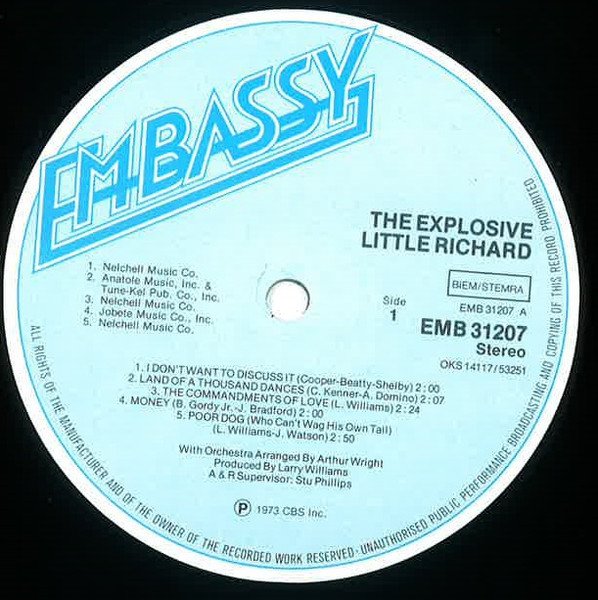 EMBASSY
THE EXPLOSIVE
LITTLE RICHARD
1. Nelchell Music Co.
2. Anatole Music, Inc. &
Tune-Kel Pub. Co., Inc.
3. Nelchell Music Co.
4. Jobete Music Co., Inc.
5. Nelchell Music Co.
BIEM/STEMRA
EMB 31207 A
Side
1
EMB 31207
Stereo
OKS 14117/53251
1. I DON'T WANT TO DISCUSS IT (Cooper-Beatty-Shelby) 2:00
2. LAND OF A THOUSAND DANCES (C. Kenner-A. Domino) 2:07
3. THE COMMANDMENTS OF LOVE (L. Williams) 2:24
4. MONEY (B. Gordy Jr.-J. Bradford) 2:00
5. POOR DOG (Who Can't Wag His Own Tail)
(L. Williams-J. Watson) 2:50
With Orchestra Arranged By Arthur Wright
Produced By Larry Williams
A & R Supervisor: Stu Phillips
Ⓟ 1973 CBS Inc.
ALL RIGHTS OF THE MANUFACTURER AND OF THE OWNER OF THE RECORDED WORK RESERVED · UNAUTHORISED PUBLIC PERFORMANCE BROADCASTING AND COPYING OF THIS RECORD PROHIBITED